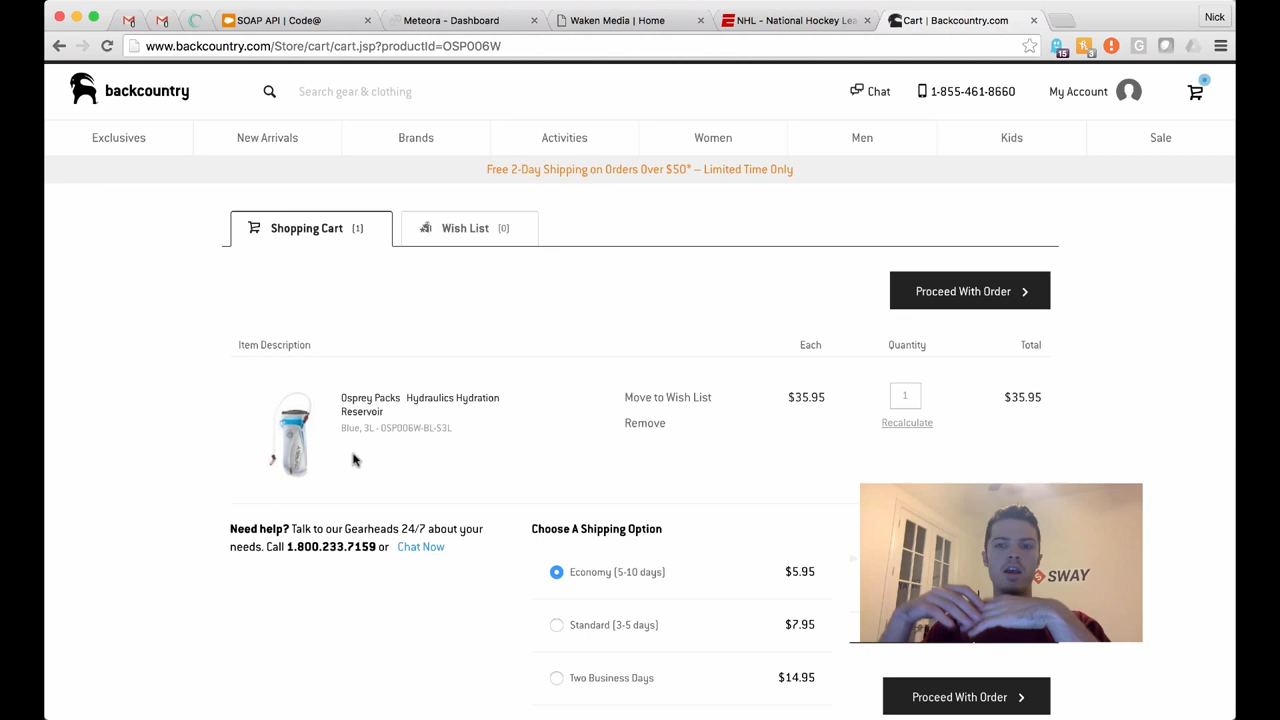 SOAP API | Code@
Meteora - Dashboard
Waken Media | Home
NHL - National Hockey Lea
Cart | Backcountry.com
Nick
www.backcountry.com/Store/cart/cart.jsp?productId=OSP006W
15
3
backcountry
Search gear & clothing
Chat
1-855-461-8660
My Account
Exclusives
New Arrivals
Brands
Activities
Women
Men
Kids
Sale
Free 2-Day Shipping on Orders Over $50* – Limited Time Only
Shopping Cart (1)
Wish List (0)
Proceed With Order
Item Description
Each
Quantity
Total
Osprey Packs Hydraulics Hydration
Reservoir
Blue, 3L - OSP006W-BL-S3L
Move to Wish List
Remove
$35.95
1
Recalculate
$35.95
Need help? Talk to our Gearheads 24/7 about your
needs. Call 1.800.233.7159 or Chat Now
Choose A Shipping Option
Economy (5-10 days)
$5.95
Standard (3-5 days)
$7.95
Two Business Days
$14.95
SWAY
Proceed With Order